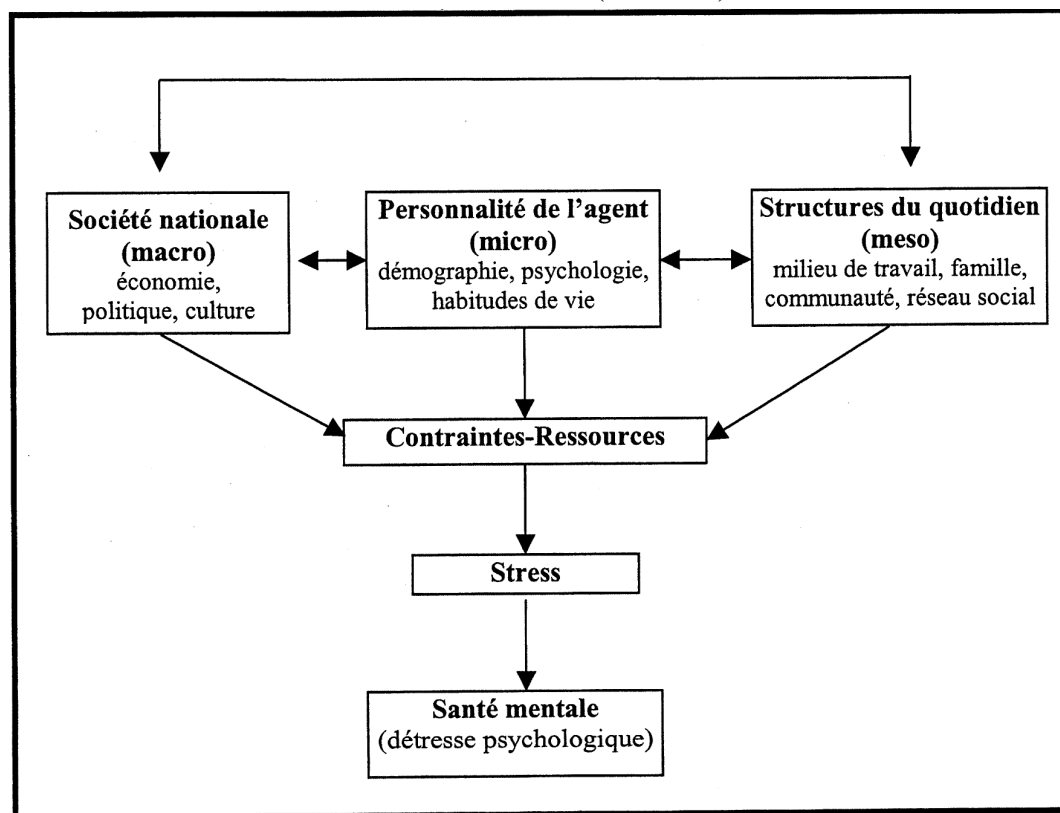 Société nationale
(macro)
économie,
politique, culture
Personnalité de l'agent
(micro)
démographie, psychologie,
habitudes de vie
Structures du quotidien
(meso)
milieu de travail, famille,
communauté, réseau social
Contraintes-Ressources
Stress
Santé mentale
(détresse psychologique)